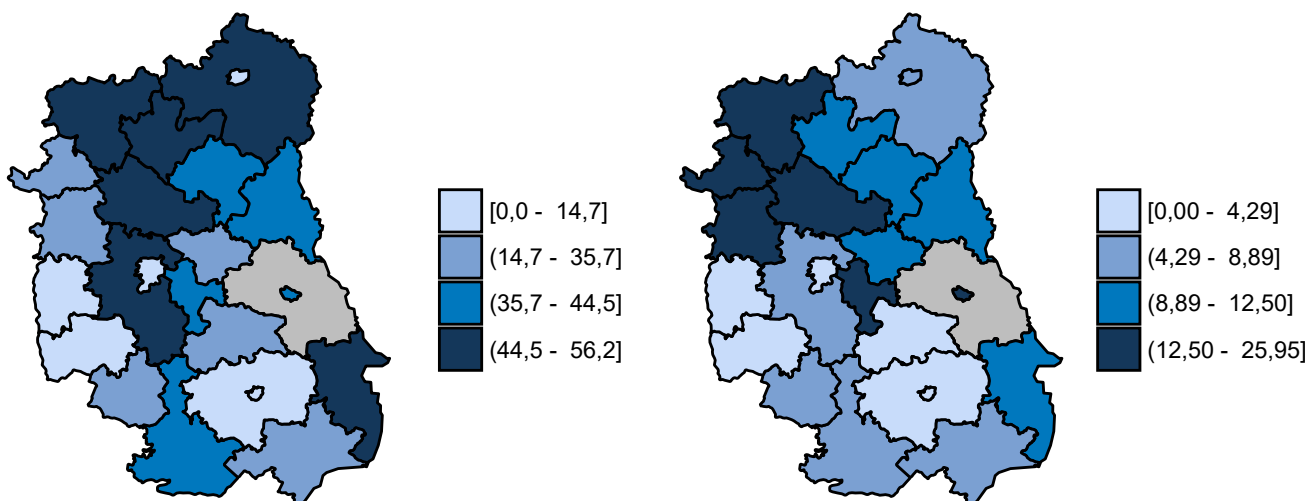 [0,0 - 14,7]
(14,7 - 35,7]
(35,7 - 44,5]
(44,5 - 56,2]
[0,00 - 4,29]
(4,29 - 8,89]
(8,89 - 12,50]
(12,50 - 25,95]